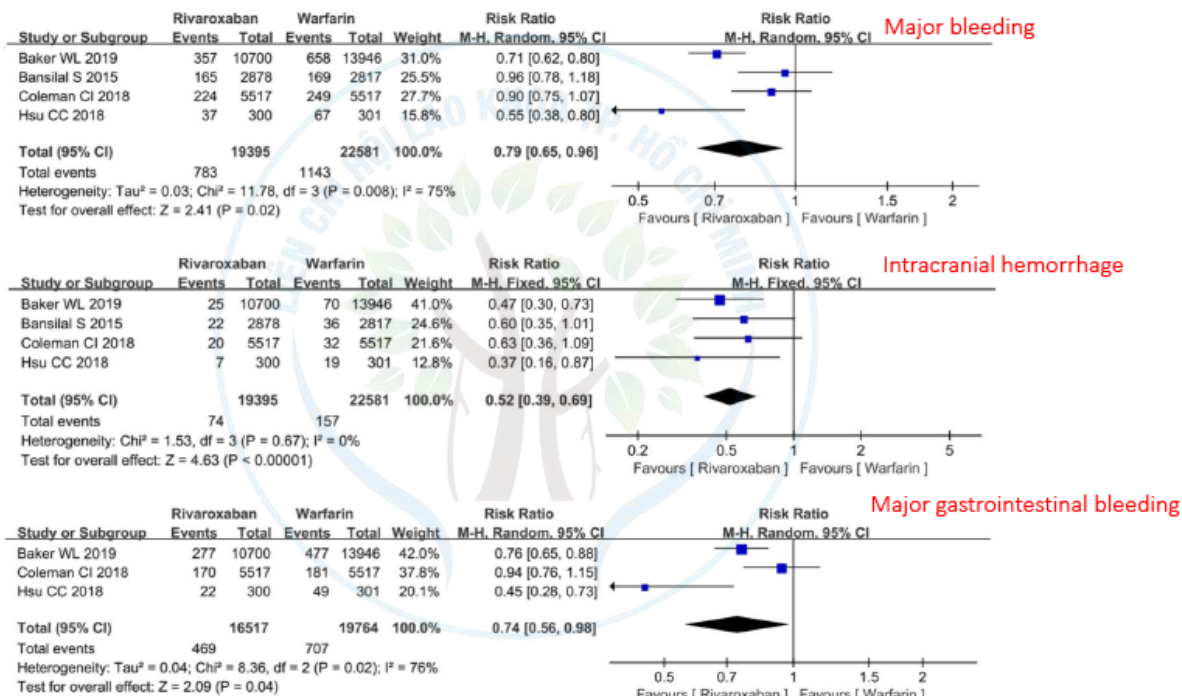 Rivaroxaban Warfarin Risk Ratio Risk Ratio Major bleeding
Study or Subgroup Events Total Events Total Weight M-H, Random, 95% CI M-H, Random, 95% CI
Baker WL 2019 357 10700 658 13946 31.0% 0.71 [0.62, 0.80]
Bansilal S 2015 165 2878 169 2817 25.5% 0.96 [0.78, 1.18]
Coleman CI 2018 224 5517 249 5517 27.7% 0.90 [0.75, 1.07]
Hsu CC 2018 37 300 67 301 15.8% 0.55 [0.38, 0.80]
Total (95% CI) 19395 22581 100.0% 0.79 [0.65, 0.96]
Total events 783 1143
Heterogeneity: Tau² = 0.03; Chi² = 11.78, df = 3 (P = 0.008); I² = 75%
Test for overall effect: Z = 2.41 (P = 0.02)
0.5 0.7 1 1.5 2
Favours [ Rivaroxaban ] Favours [ Warfarin ]
Rivaroxaban Warfarin Risk Ratio Risk Ratio Intracranial hemorrhage
Study or Subgroup Events Total Events Total Weight M-H, Fixed, 95% CI M-H, Fixed, 95% CI
Baker WL 2019 25 10700 70 13946 41.0% 0.47 [0.30, 0.73]
Bansilal S 2015 22 2878 36 2817 24.6% 0.60 [0.35, 1.01]
Coleman CI 2018 20 5517 32 5517 21.6% 0.63 [0.36, 1.09]
Hsu CC 2018 7 300 19 301 12.8% 0.37 [0.16, 0.87]
Total (95% CI) 19395 22581 100.0% 0.52 [0.39, 0.69]
Total events 74 157
Heterogeneity: Chi² = 1.53, df = 3 (P = 0.67); I² = 0%
Test for overall effect: Z = 4.63 (P < 0.00001)
0.2 0.5 1 2 5
Favours [ Rivaroxaban ] Favours [ Warfarin ]
Rivaroxaban Warfarin Risk Ratio Risk Ratio Major gastrointestinal bleeding
Study or Subgroup Events Total Events Total Weight M-H, Random, 95% CI M-H, Random, 95% CI
Baker WL 2019 277 10700 477 13946 42.0% 0.76 [0.65, 0.88]
Coleman CI 2018 170 5517 181 5517 37.8% 0.94 [0.76, 1.15]
Hsu CC 2018 22 300 49 301 20.1% 0.45 [0.28, 0.73]
Total (95% CI) 16517 19764 100.0% 0.74 [0.56, 0.98]
Total events 469 707
Heterogeneity: Tau² = 0.04; Chi² = 8.36, df = 2 (P = 0.02); I² = 76%
Test for overall effect: Z = 2.09 (P = 0.04)
0.5 0.7 1 1.5 2
Favours [ Rivaroxaban ] Favours [ Warfarin ]
LIÊN CHI HỘI LÃO KHOA TP. HỒ CHÍ MINH